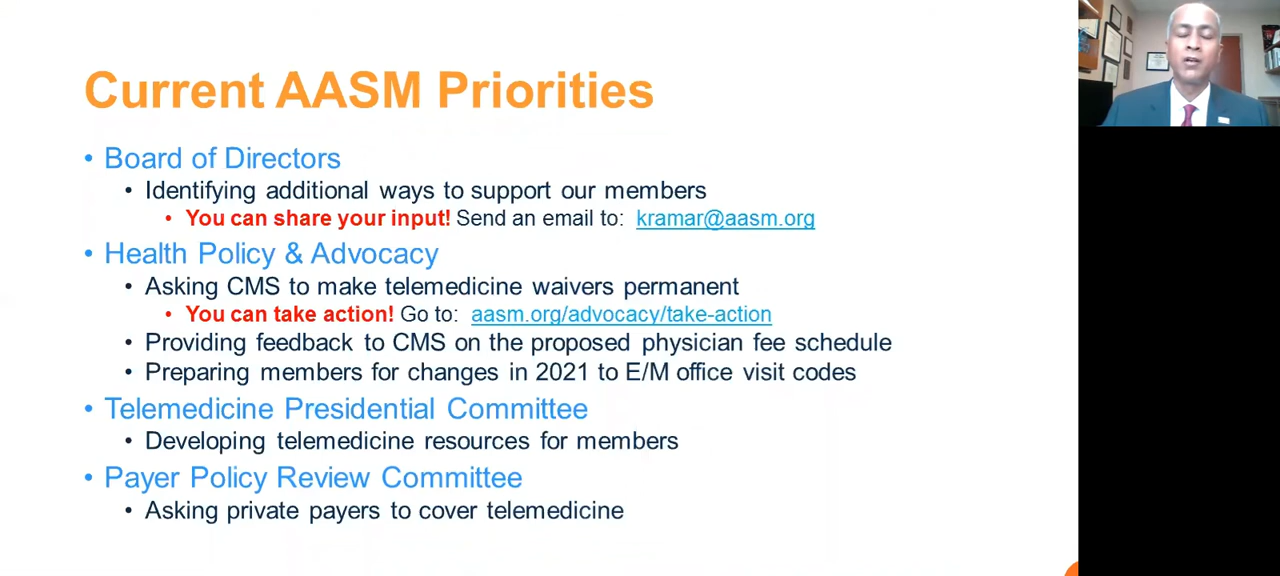 Current AASM Priorities
• Board of Directors
• Identifying additional ways to support our members
• You can share your input! Send an email to: kramar@aasm.org
• Health Policy & Advocacy
• Asking CMS to make telemedicine waivers permanent
• You can take action! Go to: aasm.org/advocacy/take-action
• Providing feedback to CMS on the proposed physician fee schedule
• Preparing members for changes in 2021 to E/M office visit codes
• Telemedicine Presidential Committee
• Developing telemedicine resources for members
• Payer Policy Review Committee
• Asking private payers to cover telemedicine